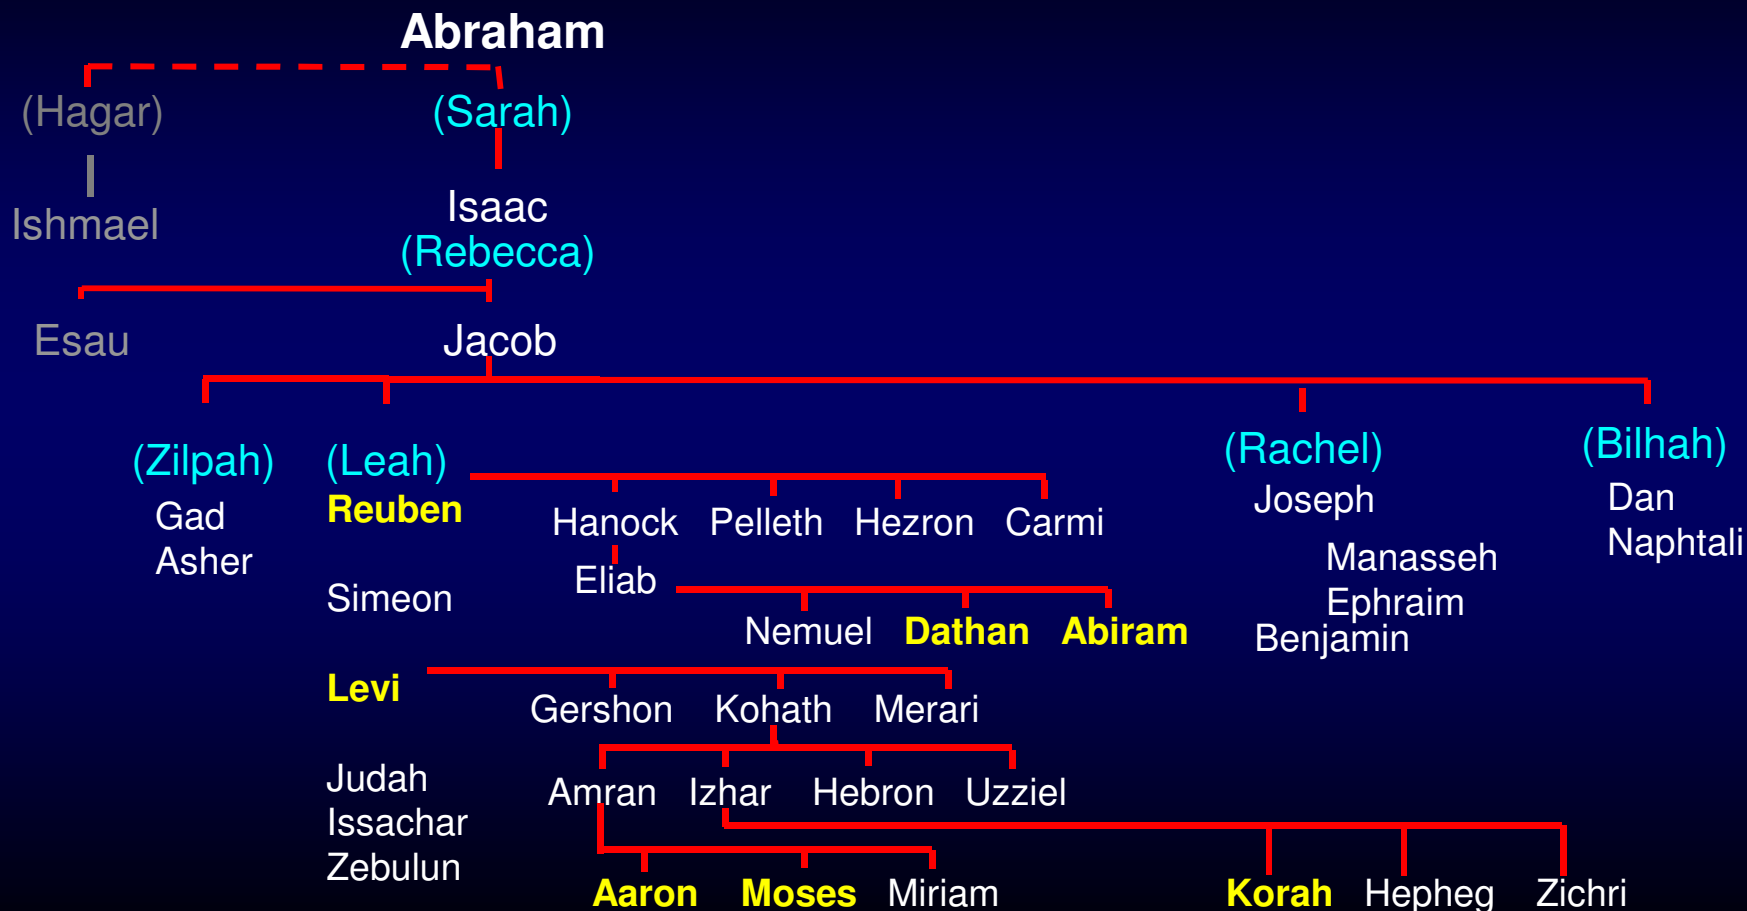 Abraham
(Hagar) (Sarah)
Ishmael Isaac
(Rebecca)
Esau Jacob
(Zilpah) (Leah) (Rachel) (Bilhah)
Gad Reuben Hanock Pelleth Hezron Carmi Joseph Dan
Asher Eliab Manasseh Naphtali
Simeon Ephraim
Nemuel Dathan Abiram Benjamin
Levi Gershon Kohath Merari
Judah Amran Izhar Hebron Uzziel
Issachar
Zebulun
Aaron Moses Miriam Korah Hepheg Zichri